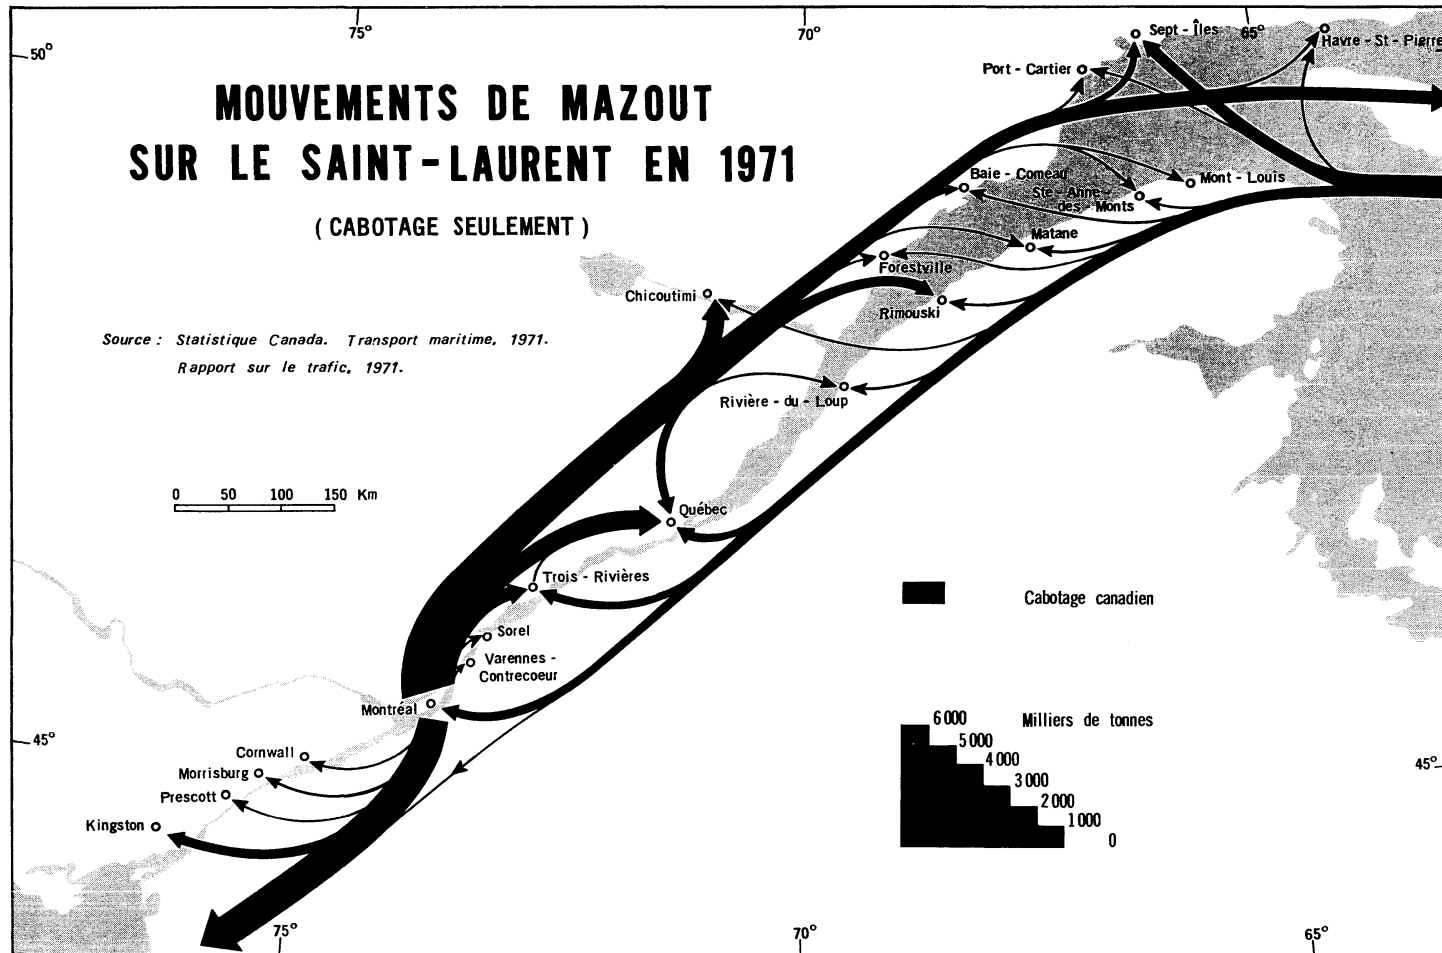 75°
70°
65°
50°
Sept - Îles
Havre - St - Pierre
Port - Cartier
MOUVEMENTS DE MAZOUT
SUR LE SAINT-LAURENT EN 1971
(CABOTAGE SEULEMENT)
Baie - Comeau
Mont - Louis
Ste - Anne -
des - Monts
Matane
Forestville
Chicoutimi
Rimouski
Source : Statistique Canada. Transport maritime, 1971.
Rapport sur le trafic, 1971.
Rivière - du - Loup
0 50 100 150 Km
Québec
Trois - Rivières
Cabotage canadien
Sorel
Varennes -
Contrecoeur
Montréal
Milliers de tonnes
6 000
5 000
4 000
3 000
2 000
1 000
0
45°
45°
Cornwall
Morrisburg
Prescott
Kingston
75°
70°
65°